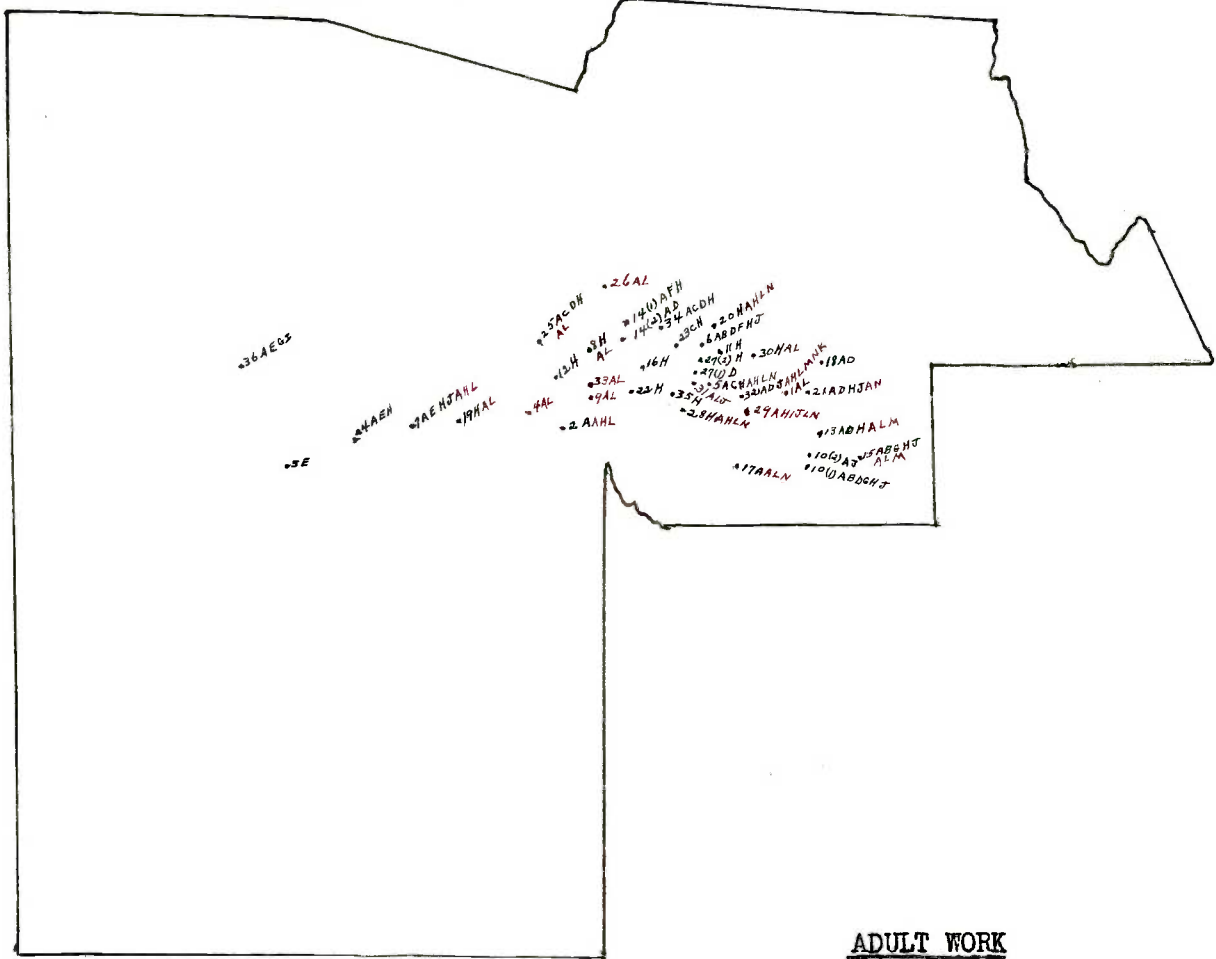 26AL
14(1)AFH
25ACDH
AL
14(2)AD
34ACDH
20HAHLN
23CH
6ABDFHJ
8H
AL
11H
36AEGI
12H
16H
27(2)H
30HAL
18AD
27(1)D
33AL
5ACHAHLN
31ALJ
32ADJAHLMNK
1AL
21ADHJAN
9AL
22H
35H
7AEHJAHL
19HAL
4AL
28HAHLN
29AHIJLN
24AEH
2AAHL
13ADHALM
3E
10(2)AJ
15ABGHJ
ALM
17AALN
10(1)ABDGHJ
ADULT WORK